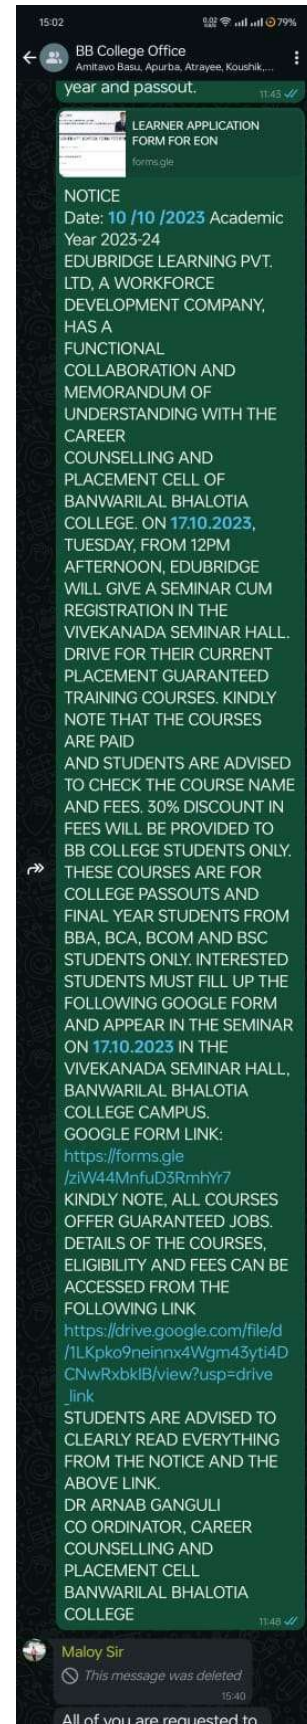 15:02
79%
BB College Office
Amitavo Basu, Apurba, Atrayee, Koushik,...
year and passout.
11:43
LEARNER APPLICATION
FORM FOR EON
forms.gle
NOTICE
Date: 10 /10 /2023 Academic
Year 2023-24
EDUBRIDGE LEARNING PVT.
LTD, A WORKFORCE
DEVELOPMENT COMPANY,
HAS A
FUNCTIONAL
COLLABORATION AND
MEMORANDUM OF
UNDERSTANDING WITH THE
CAREER
COUNSELLING AND
PLACEMENT CELL OF
BANWARILAL BHALOTIA
COLLEGE. ON 17.10.2023,
TUESDAY, FROM 12PM
AFTERNOON, EDUBRIDGE
WILL GIVE A SEMINAR CUM
REGISTRATION IN THE
VIVEKANADA SEMINAR HALL.
DRIVE FOR THEIR CURRENT
PLACEMENT GUARANTEED
TRAINING COURSES. KINDLY
NOTE THAT THE COURSES
ARE PAID
AND STUDENTS ARE ADVISED
TO CHECK THE COURSE NAME
AND FEES. 30% DISCOUNT IN
FEES WILL BE PROVIDED TO
BB COLLEGE STUDENTS ONLY.
THESE COURSES ARE FOR
COLLEGE PASSOUTS AND
FINAL YEAR STUDENTS FROM
BBA, BCA, BCOM AND BSC
STUDENTS ONLY. INTERESTED
STUDENTS MUST FILL UP THE
FOLLOWING GOOGLE FORM
AND APPEAR IN THE SEMINAR
ON 17.10.2023 IN THE
VIVEKANADA SEMINAR HALL,
BANWARILAL BHALOTIA
COLLEGE CAMPUS.
GOOGLE FORM LINK:
https://forms.gle
/ziW44MnfuD3RmhYr7
KINDLY NOTE, ALL COURSES
OFFER GUARANTEED JOBS.
DETAILS OF THE COURSES,
ELIGIBILITY AND FEES CAN BE
ACCESSED FROM THE
FOLLOWING LINK
https://drive.google.com/file/d
/1LKpko9neinnx4Wgm43yti4D
CNwRxbkIB/view?usp=drive
_link
STUDENTS ARE ADVISED TO
CLEARLY READ EVERYTHING
FROM THE NOTICE AND THE
ABOVE LINK.
DR ARNAB GANGULI
CO ORDINATOR, CAREER
COUNSELLING AND
PLACEMENT CELL
BANWARILAL BHALOTIA
COLLEGE
11:48
Maloy Sir
This message was deleted
15:40
All of you are requested to